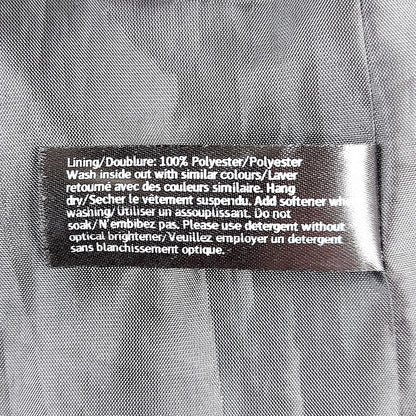 Lining/Doublure: 100% Polyester/Polyester
Wash inside out with similar colours/Laver
retourné avec des couleurs similaire. Hang
dry/Secher le vêtement suspendu. Add softener when
washing/Utiliser un assouplissant. Do not
soak/N'embibez pas. Please use detergent without
optical brightener/Veuillez employer un detergent
sans blanchissement optique.